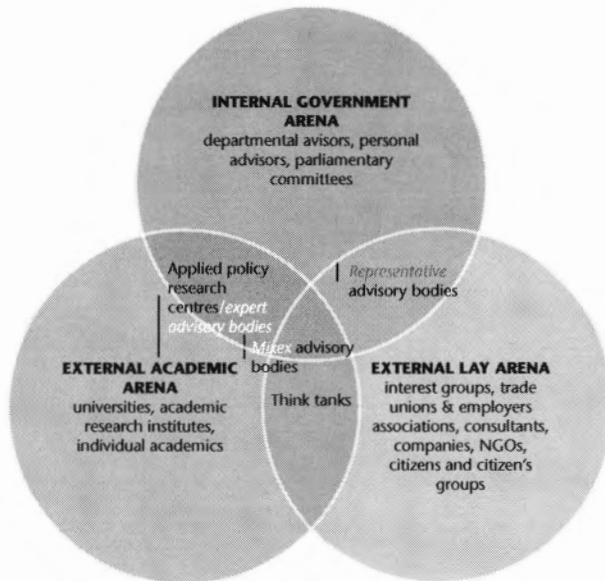 INTERNAL GOVERNMENT
ARENA
departmental avisors, personal
advisors, parliamentary
committees
Applied policy
research
centres/expert
advisory bodies
Representative
advisory bodies
Mixex advisory
bodies
Think tanks
EXTERNAL ACADEMIC
ARENA
universities, academic
research institutes,
individual academics
EXTERNAL LAY ARENA
interest groups, trade
unions & employers
associations, consultants,
companies, NGOs,
citizens and citizen's
groups